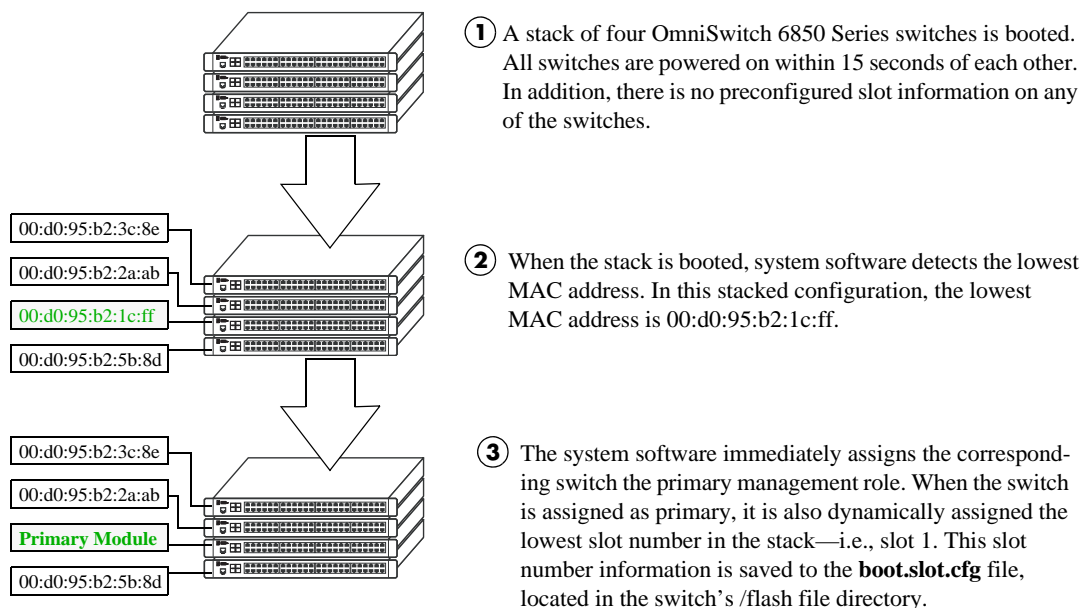 1 A stack of four OmniSwitch 6850 Series switches is booted.
All switches are powered on within 15 seconds of each other.
In addition, there is no preconfigured slot information on any
of the switches.
00:d0:95:b2:3c:8e
00:d0:95:b2:2a:ab
00:d0:95:b2:1c:ff
00:d0:95:b2:5b:8d
2 When the stack is booted, system software detects the lowest
MAC address. In this stacked configuration, the lowest
MAC address is 00:d0:95:b2:1c:ff.
00:d0:95:b2:3c:8e
00:d0:95:b2:2a:ab
Primary Module
00:d0:95:b2:5b:8d
3 The system software immediately assigns the correspond-
ing switch the primary management role. When the switch
is assigned as primary, it is also dynamically assigned the
lowest slot number in the stack—i.e., slot 1. This slot
number information is saved to the boot.slot.cfg file,
located in the switch's /flash file directory.